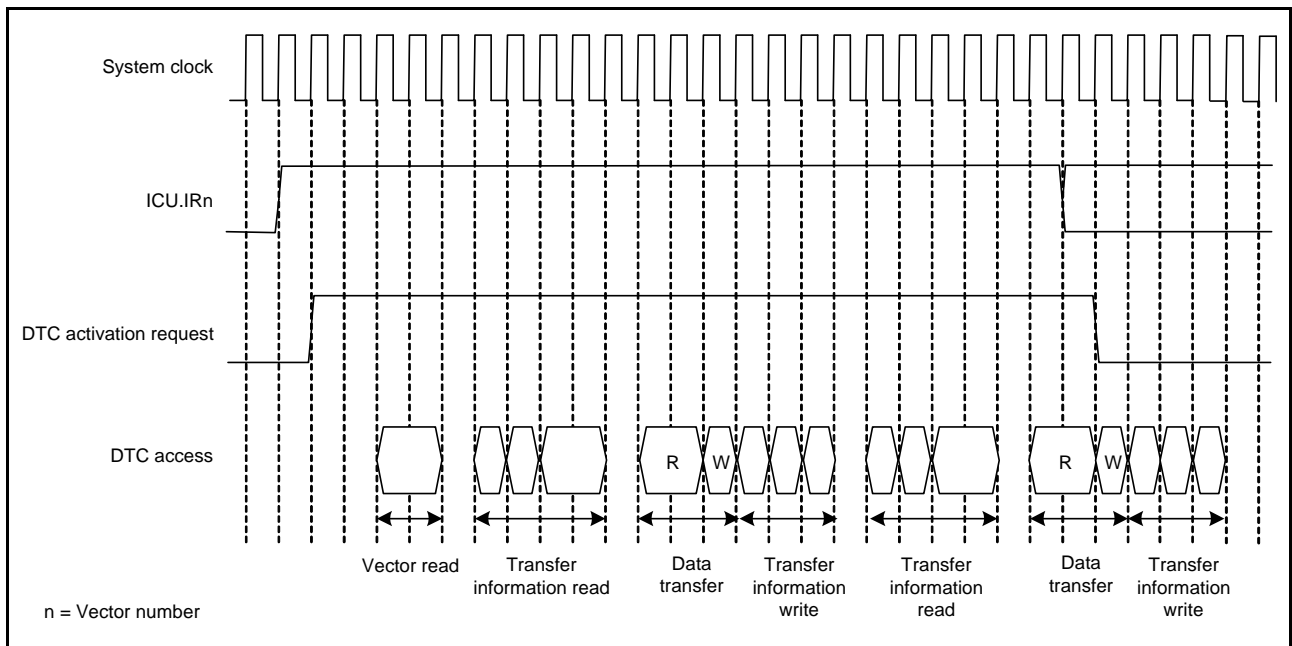 System clock
ICU.IRn
DTC activation request
DTC access
R
W
R
W
Vector read
Transfer
information read
Data
transfer
Transfer
information
write
Transfer
information
read
Data
transfer
Transfer
information
write
n = Vector number